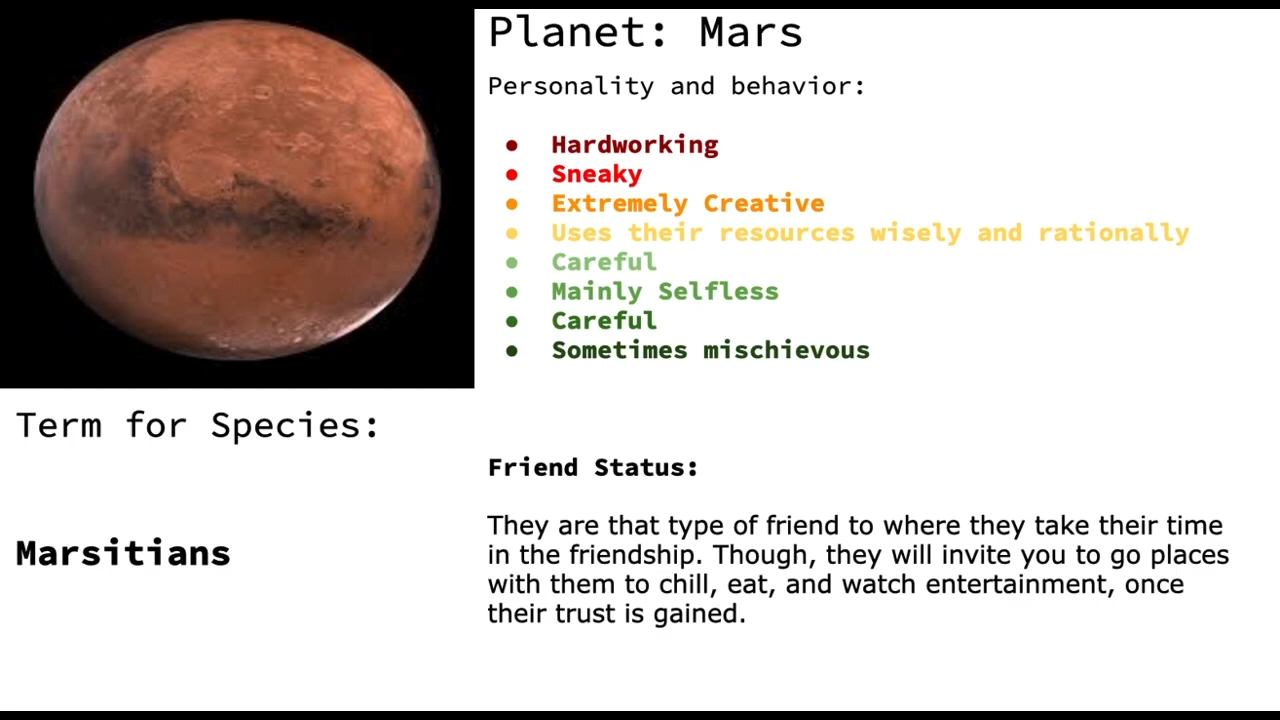 Planet: Mars
Personality and behavior:
● Hardworking
● Sneaky
● Extremely Creative
● Uses their resources wisely and rationally
● Careful
● Mainly Selfless
● Careful
● Sometimes mischievous
Term for Species:
Marsitians
Friend Status:
They are that type of friend to where they take their time
in the friendship. Though, they will invite you to go places
with them to chill, eat, and watch entertainment, once
their trust is gained.